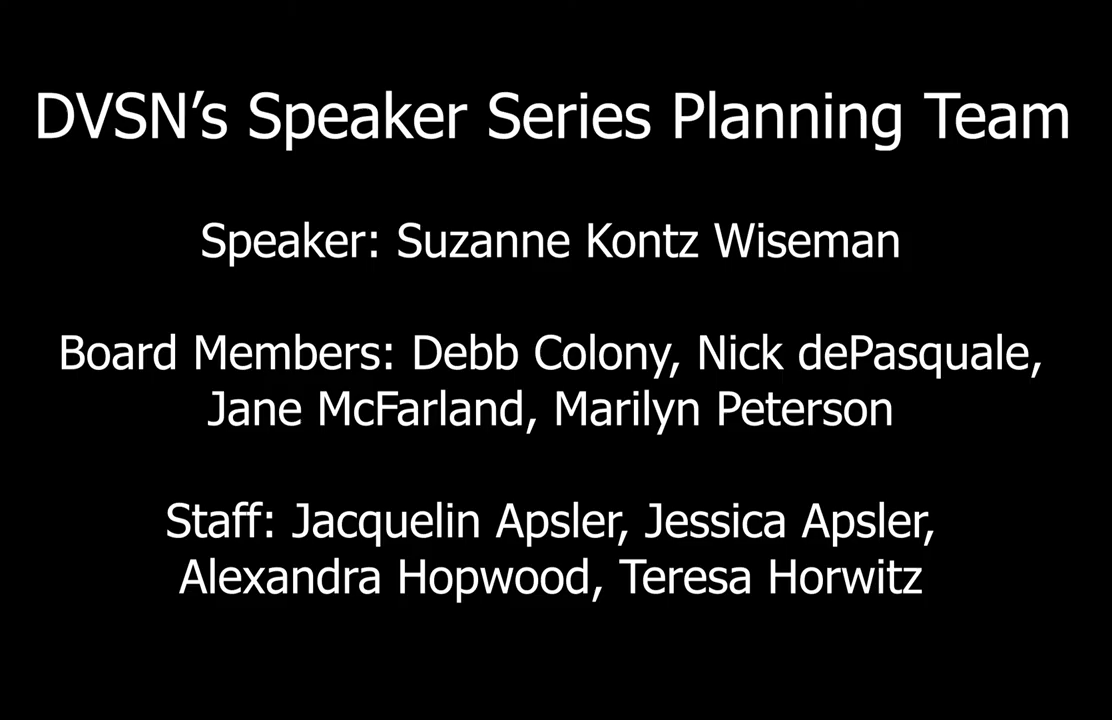 DVSN’s Speaker Series Planning Team
Speaker: Suzanne Kontz Wiseman
Board Members: Debb Colony, Nick dePasquale,
Jane McFarland, Marilyn Peterson
Staff: Jacquelin Apsler, Jessica Apsler,
Alexandra Hopwood, Teresa Horwitz